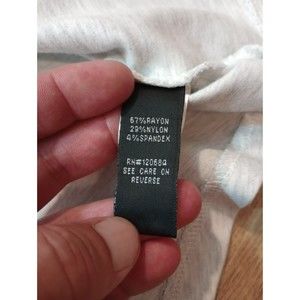 67%RAYON
29%NYLON
4%SPANDEX
RN#120680
SEE CARE ON
REVERSE